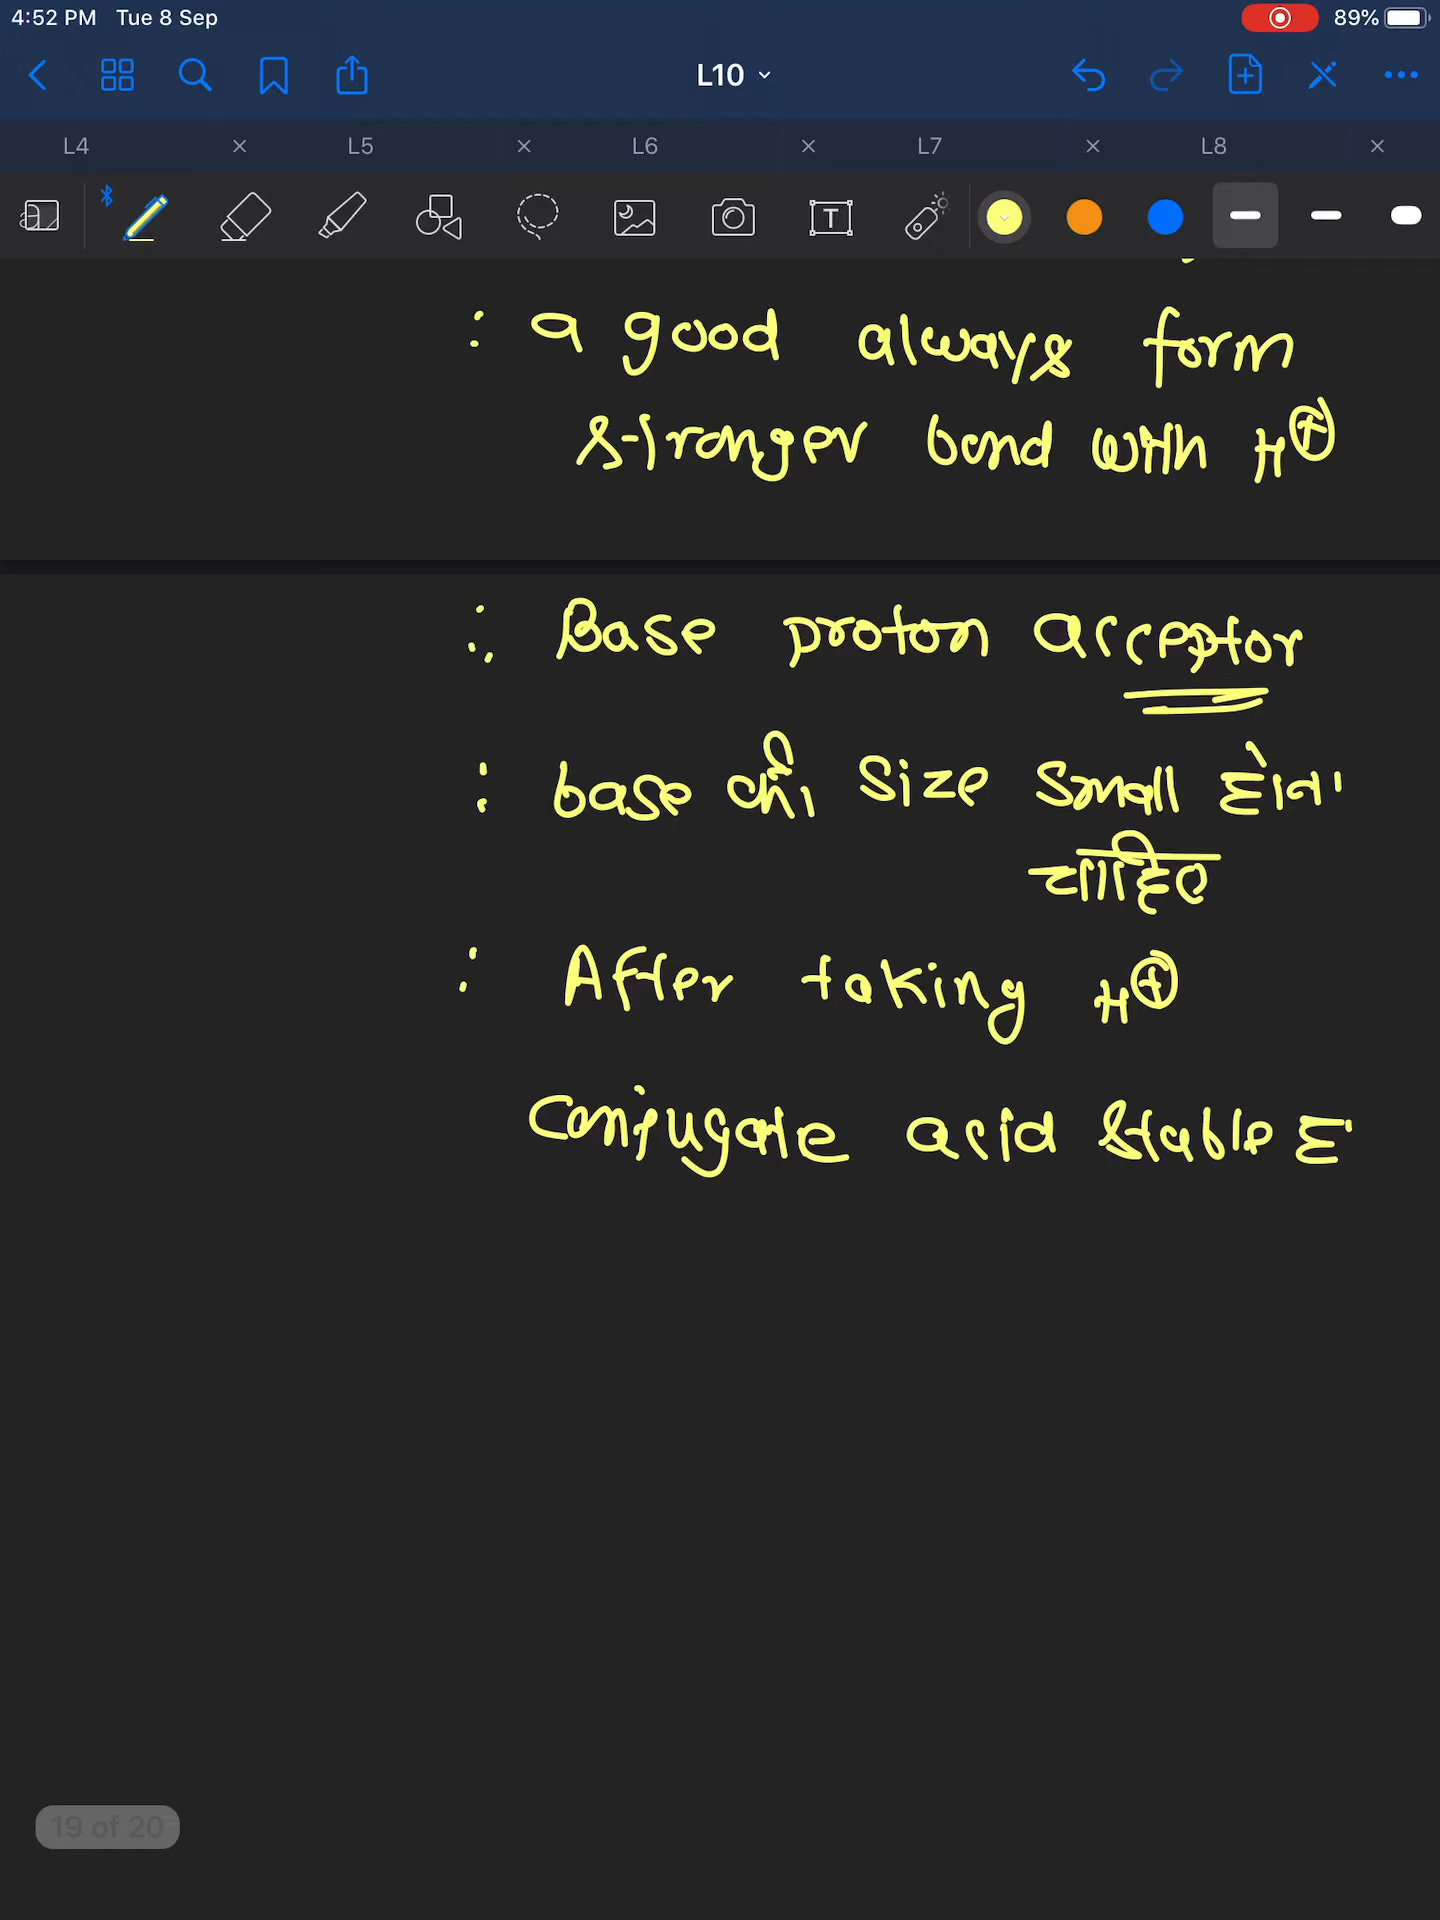 4:52 PM Tue 8 Sep 89%
L10
L4 × L5 × L6 × L7 × L8 ×
: a good always form
stronger bond with H⊕
∴ Base proton acceptor
: base की size small होना
चाहिए
: After taking H⊕
Conjugate acid stable ह
19 of 20